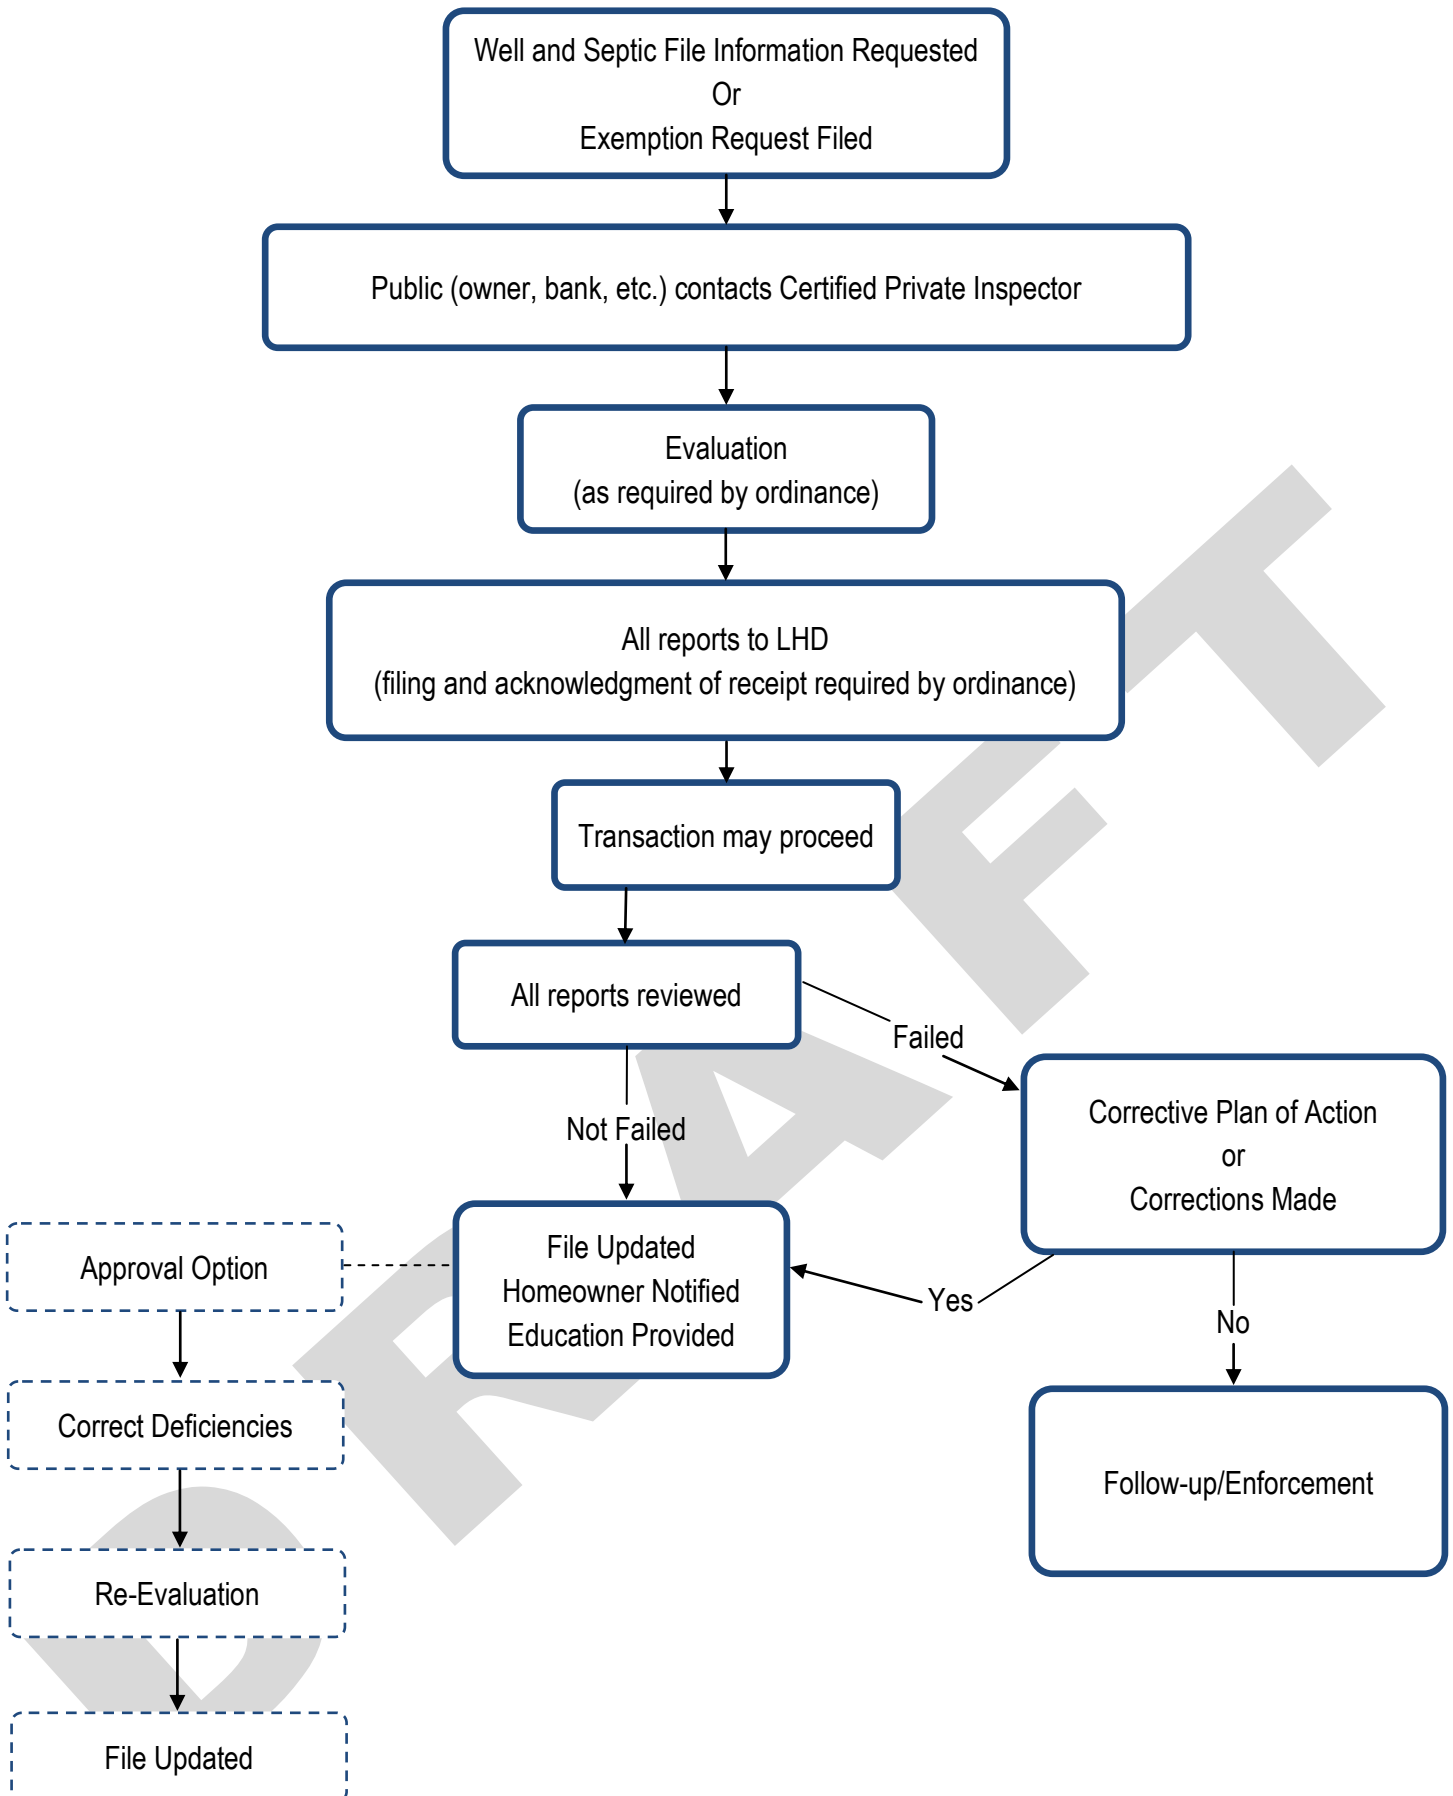 Well and Septic File Information Requested
Or
Exemption Request Filed
Public (owner, bank, etc.) contacts Certified Private Inspector
Evaluation
(as required by ordinance)
All reports to LHD
(filing and acknowledgment of receipt required by ordinance)
Transaction may proceed
All reports reviewed
Failed
Not Failed
Corrective Plan of Action
or
Corrections Made
File Updated
Homeowner Notified
Education Provided
Yes
No
Follow-up/Enforcement
Approval Option
Correct Deficiencies
Re-Evaluation
File Updated
DRAFT